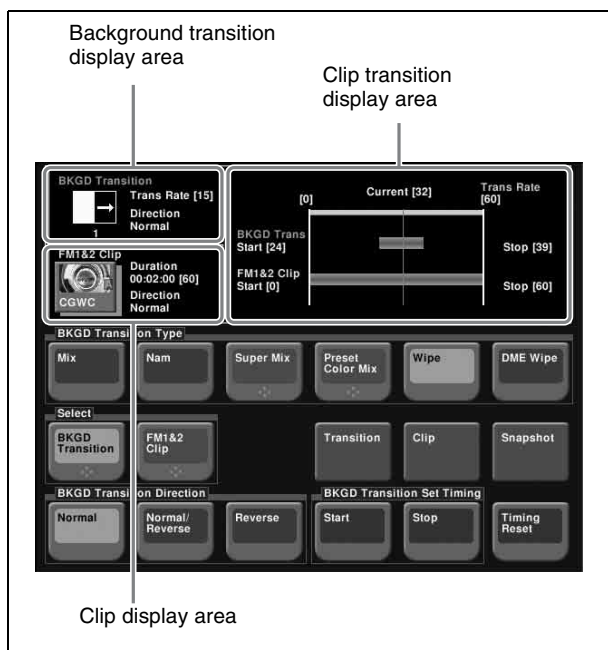 Background transition
display area
Clip transition
display area
BKGD Transition
Trans Rate [15]
Direction
Normal
1
FM1&2 Clip
Duration
00:02:00 [60]
Direction
Normal
CGWC
[0]
Current [32]
Trans Rate
[60]
BKGD Trans
Start [24]
Stop [39]
FM1&2 Clip
Start [0]
Stop [60]
BKGD Transition Type
Mix
Nam
Super Mix
Preset
Color Mix
Wipe
DME Wipe
Select
BKGD
Transition
FM1&2
Clip
Transition
Clip
Snapshot
BKGD Transition Direction
BKGD Transition Set Timing
Normal
Normal/
Reverse
Reverse
Start
Stop
Timing
Reset
Clip display area